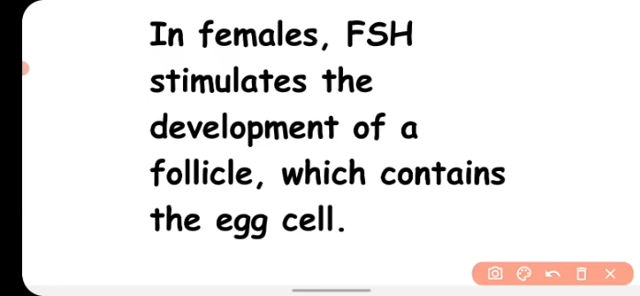 In females, FSH
stimulates the
development of a
follicle, which contains
the egg cell.